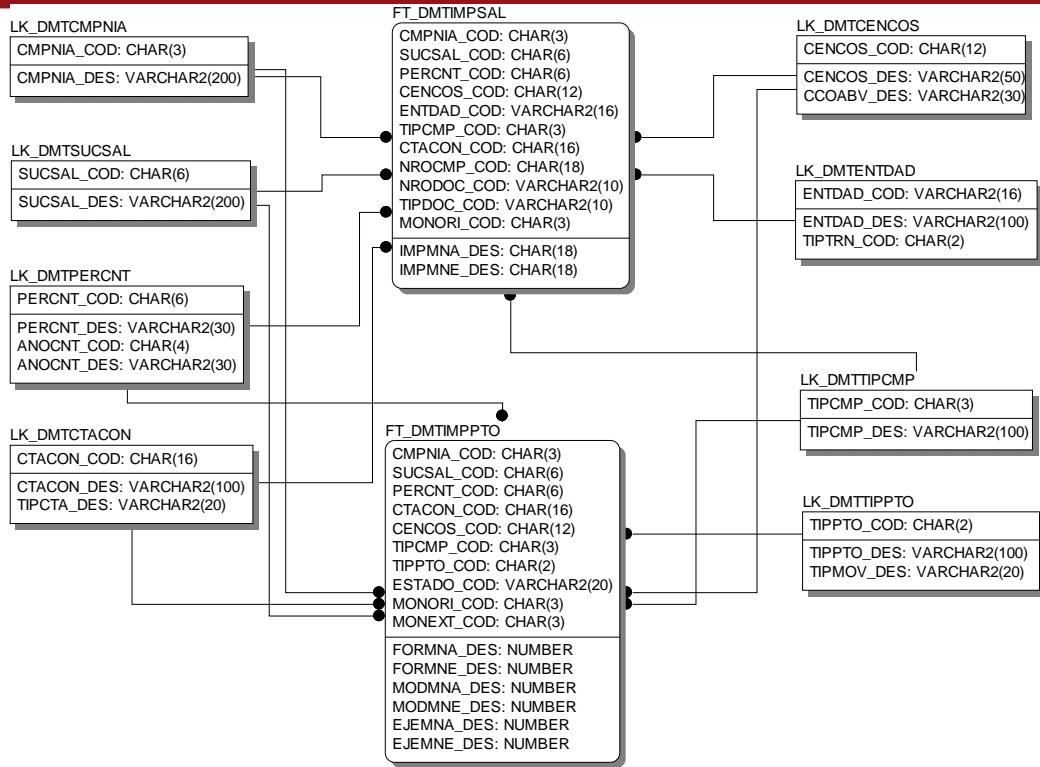 LK_DMTCMPNIA
CMPNIA_COD: CHAR(3)
CMPNIA_DES: VARCHAR2(200)
LK_DMTSUCSAL
SUCSAL_COD: CHAR(6)
SUCSAL_DES: VARCHAR2(200)
LK_DMTPERCNT
PERCNT_COD: CHAR(6)
PERCNT_DES: VARCHAR2(30)
ANOCNT_COD: CHAR(4)
ANOCNT_DES: VARCHAR2(30)
LK_DMTCTACON
CTACON_COD: CHAR(16)
CTACON_DES: VARCHAR2(100)
TIPCTA_DES: VARCHAR2(20)
FT_DMTIMPSAL
CMPNIA_COD: CHAR(3)
SUCSAL_COD: CHAR(6)
PERCNT_COD: CHAR(6)
CENCOS_COD: CHAR(12)
ENTDAD_COD: VARCHAR2(16)
TIPCMP_COD: CHAR(3)
CTACON_COD: CHAR(16)
NROCMP_COD: CHAR(18)
NRODOC_COD: VARCHAR2(10)
TIPDOC_COD: VARCHAR2(10)
MONORI_COD: CHAR(3)
IMPMNA_DES: CHAR(18)
IMPMNE_DES: CHAR(18)
FT_DMTIMPPTO
CMPNIA_COD: CHAR(3)
SUCSAL_COD: CHAR(6)
PERCNT_COD: CHAR(6)
CTACON_COD: CHAR(16)
CENCOS_COD: CHAR(12)
TIPCMP_COD: CHAR(3)
TIPPTO_COD: CHAR(2)
ESTADO_COD: VARCHAR2(20)
MONORI_COD: CHAR(3)
MONEXT_COD: CHAR(3)
FORMNA_DES: NUMBER
FORMNE_DES: NUMBER
MODMNA_DES: NUMBER
MODMNE_DES: NUMBER
EJEMNA_DES: NUMBER
EJEMNE_DES: NUMBER
LK_DMTCENCOS
CENCOS_COD: CHAR(12)
CENCOS_DES: VARCHAR2(50)
CCOABV_DES: VARCHAR2(30)
LK_DMTENTDAD
ENTDAD_COD: VARCHAR2(16)
ENTDAD_DES: VARCHAR2(100)
TIPTRN_COD: CHAR(2)
LK_DMTTIPCMP
TIPCMP_COD: CHAR(3)
TIPCMP_DES: VARCHAR2(100)
LK_DMTTIPPTO
TIPPTO_COD: CHAR(2)
TIPPTO_DES: VARCHAR2(100)
TIPMOV_DES: VARCHAR2(20)